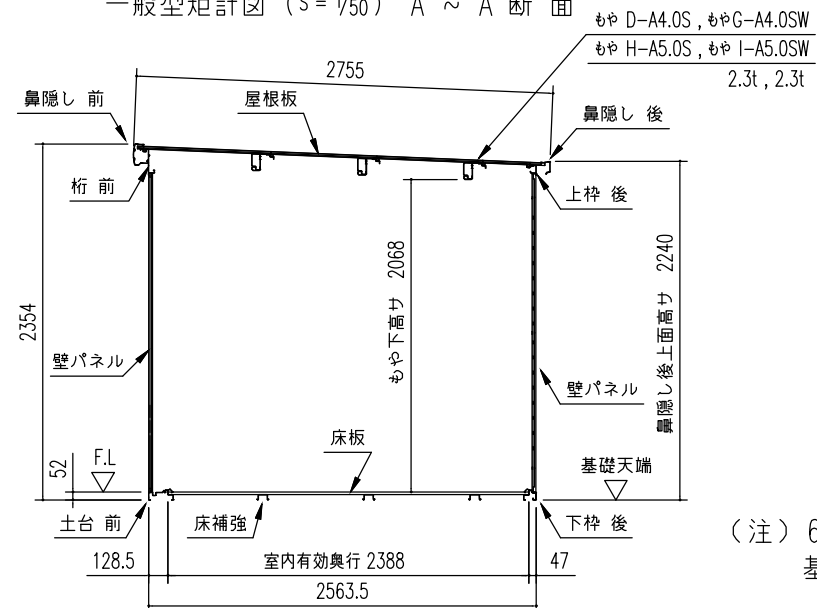 一般型矩計図 (S=1/50) A ~ A 断 面
もや D-A4.0S , もやG-A4.0SW
もや H-A5.0S , もや I-A5.0SW
2.3t , 2.3t
2755
鼻隠し 前
屋根板
鼻隠し 後
桁 前
上枠 後
2354
もや下高サ 2068
鼻隠し後上面高サ 2240
壁パネル
壁パネル
床板
52
F.L
基礎天端
土台 前
床補強
下枠 後
128.5
室内有効奥行 2388
47
2563.5
(注) 6